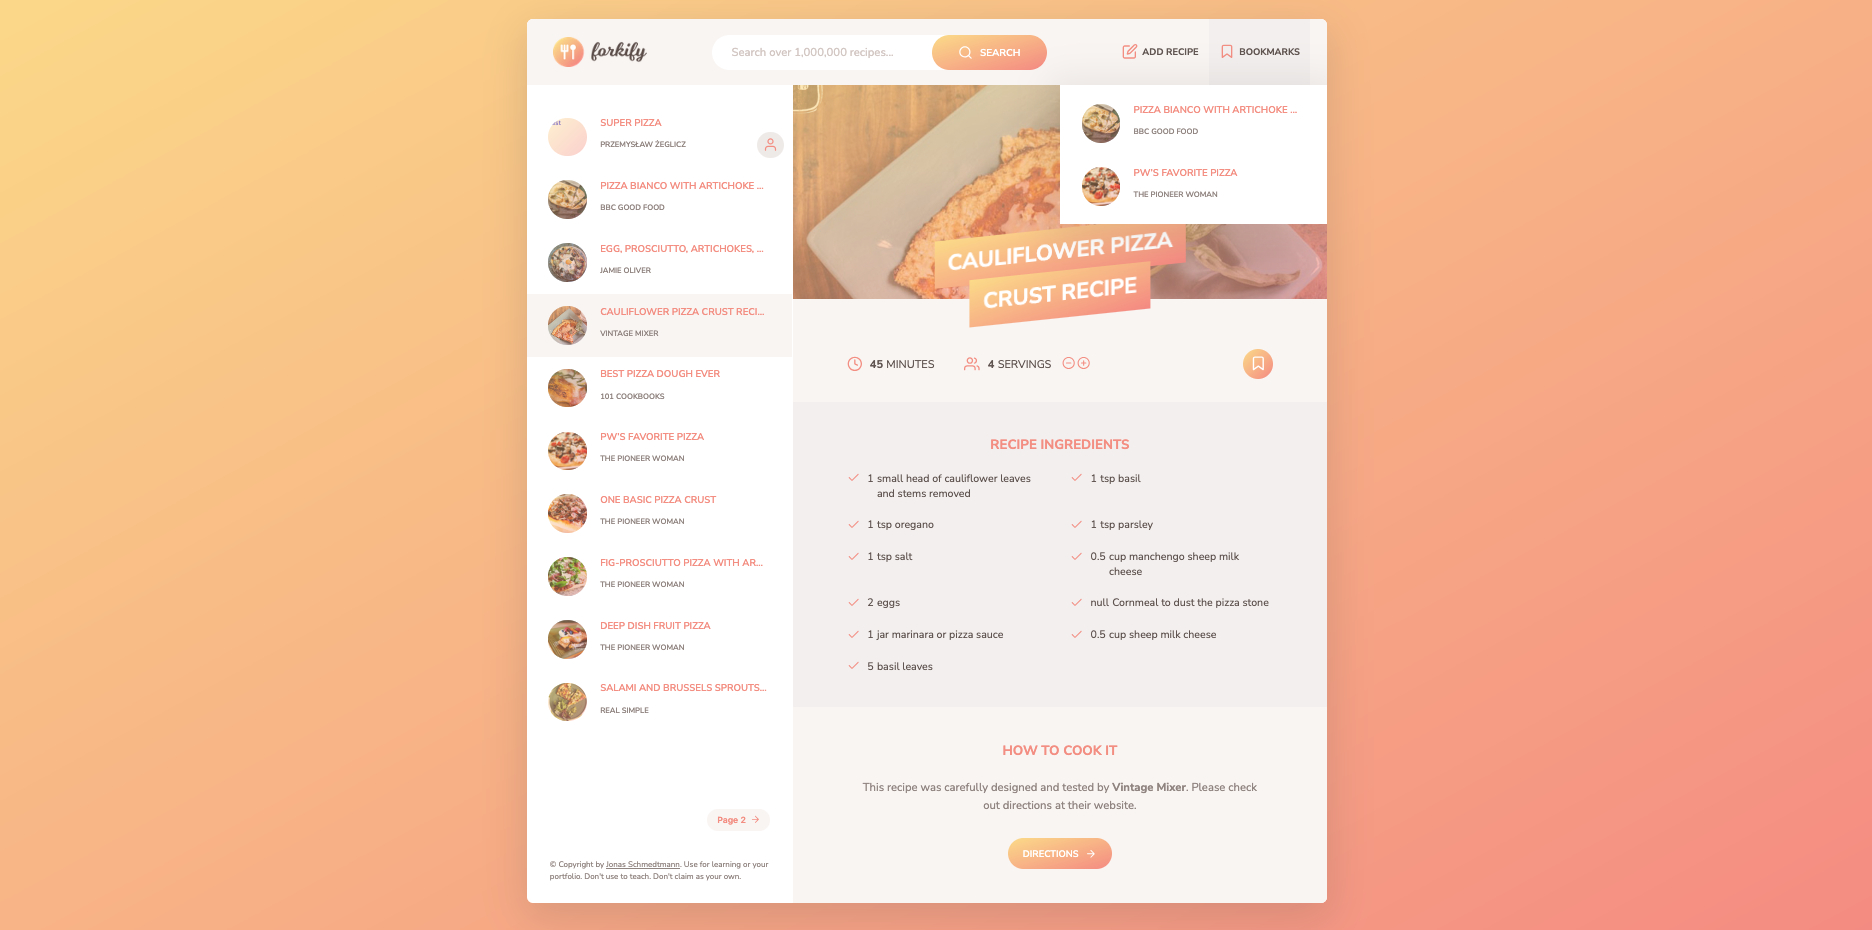 forkify
Search over 1,000,000 recipes...
SEARCH
ADD RECIPE
BOOKMARKS
SUPER PIZZA
PRZEMYSŁAW ŻEGLICZ
PIZZA BIANCO WITH ARTICHOKE ...
BBC GOOD FOOD
EGG, PROSCIUTTO, ARTICHOKES, ...
JAMIE OLIVER
CAULIFLOWER PIZZA CRUST RECI...
VINTAGE MIXER
BEST PIZZA DOUGH EVER
101 COOKBOOKS
PW'S FAVORITE PIZZA
THE PIONEER WOMAN
ONE BASIC PIZZA CRUST
THE PIONEER WOMAN
FIG-PROSCIUTTO PIZZA WITH AR...
THE PIONEER WOMAN
DEEP DISH FRUIT PIZZA
THE PIONEER WOMAN
SALAMI AND BRUSSELS SPROUTS...
REAL SIMPLE
Page 2
© Copyright by Jonas Schmedtmann. Use for learning or your
portfolio. Don't use to teach. Don't claim as your own.
PIZZA BIANCO WITH ARTICHOKE ...
BBC GOOD FOOD
PW'S FAVORITE PIZZA
THE PIONEER WOMAN
CAULIFLOWER PIZZA
CRUST RECIPE
45 MINUTES
4 SERVINGS
RECIPE INGREDIENTS
1 small head of cauliflower leaves
and stems removed
1 tsp basil
1 tsp oregano
1 tsp parsley
1 tsp salt
0.5 cup manchengo sheep milk
cheese
2 eggs
null Cornmeal to dust the pizza stone
1 jar marinara or pizza sauce
0.5 cup sheep milk cheese
5 basil leaves
HOW TO COOK IT
This recipe was carefully designed and tested by Vintage Mixer. Please check
out directions at their website.
DIRECTIONS